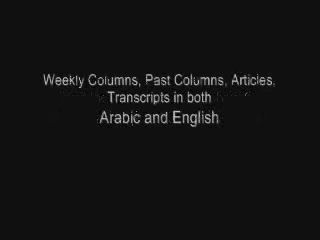 Weekly Columns, Past Columns, Articles,
Transcripts in both
Arabic and English